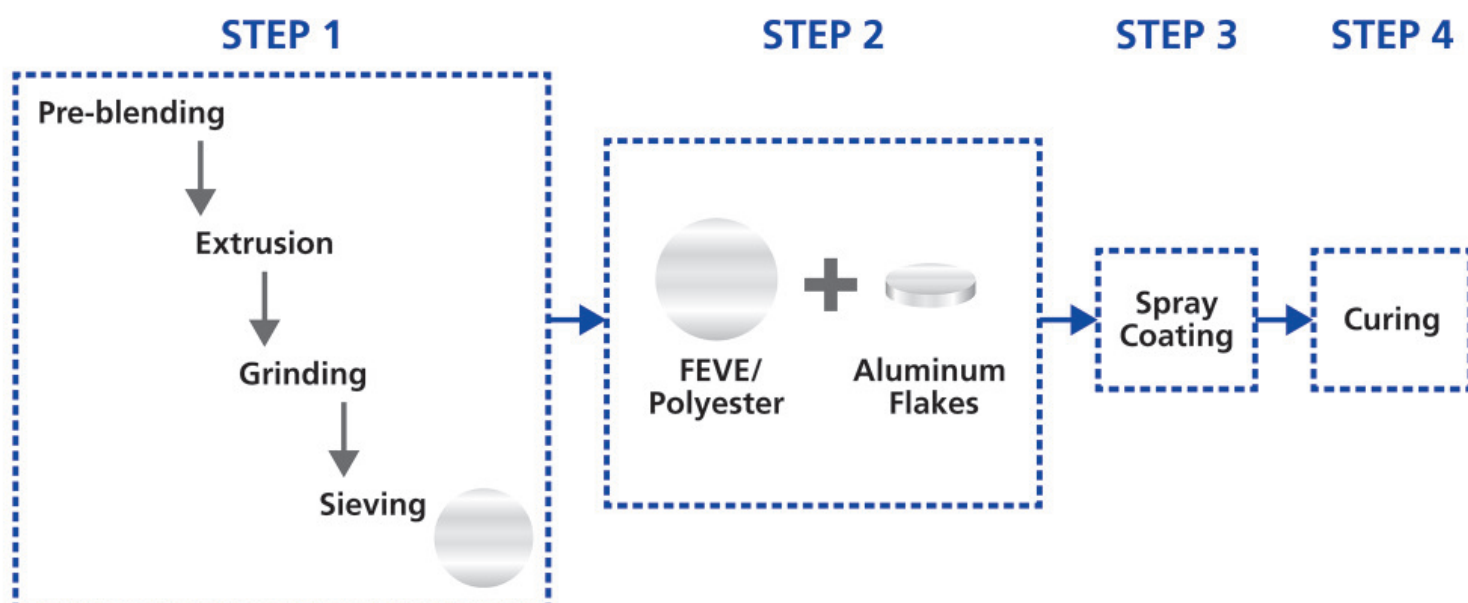 STEP 1
Pre-blending
Extrusion
Grinding
Sieving
STEP 2
FEVE/
Polyester
Aluminum
Flakes
STEP 3
Spray
Coating
STEP 4
Curing